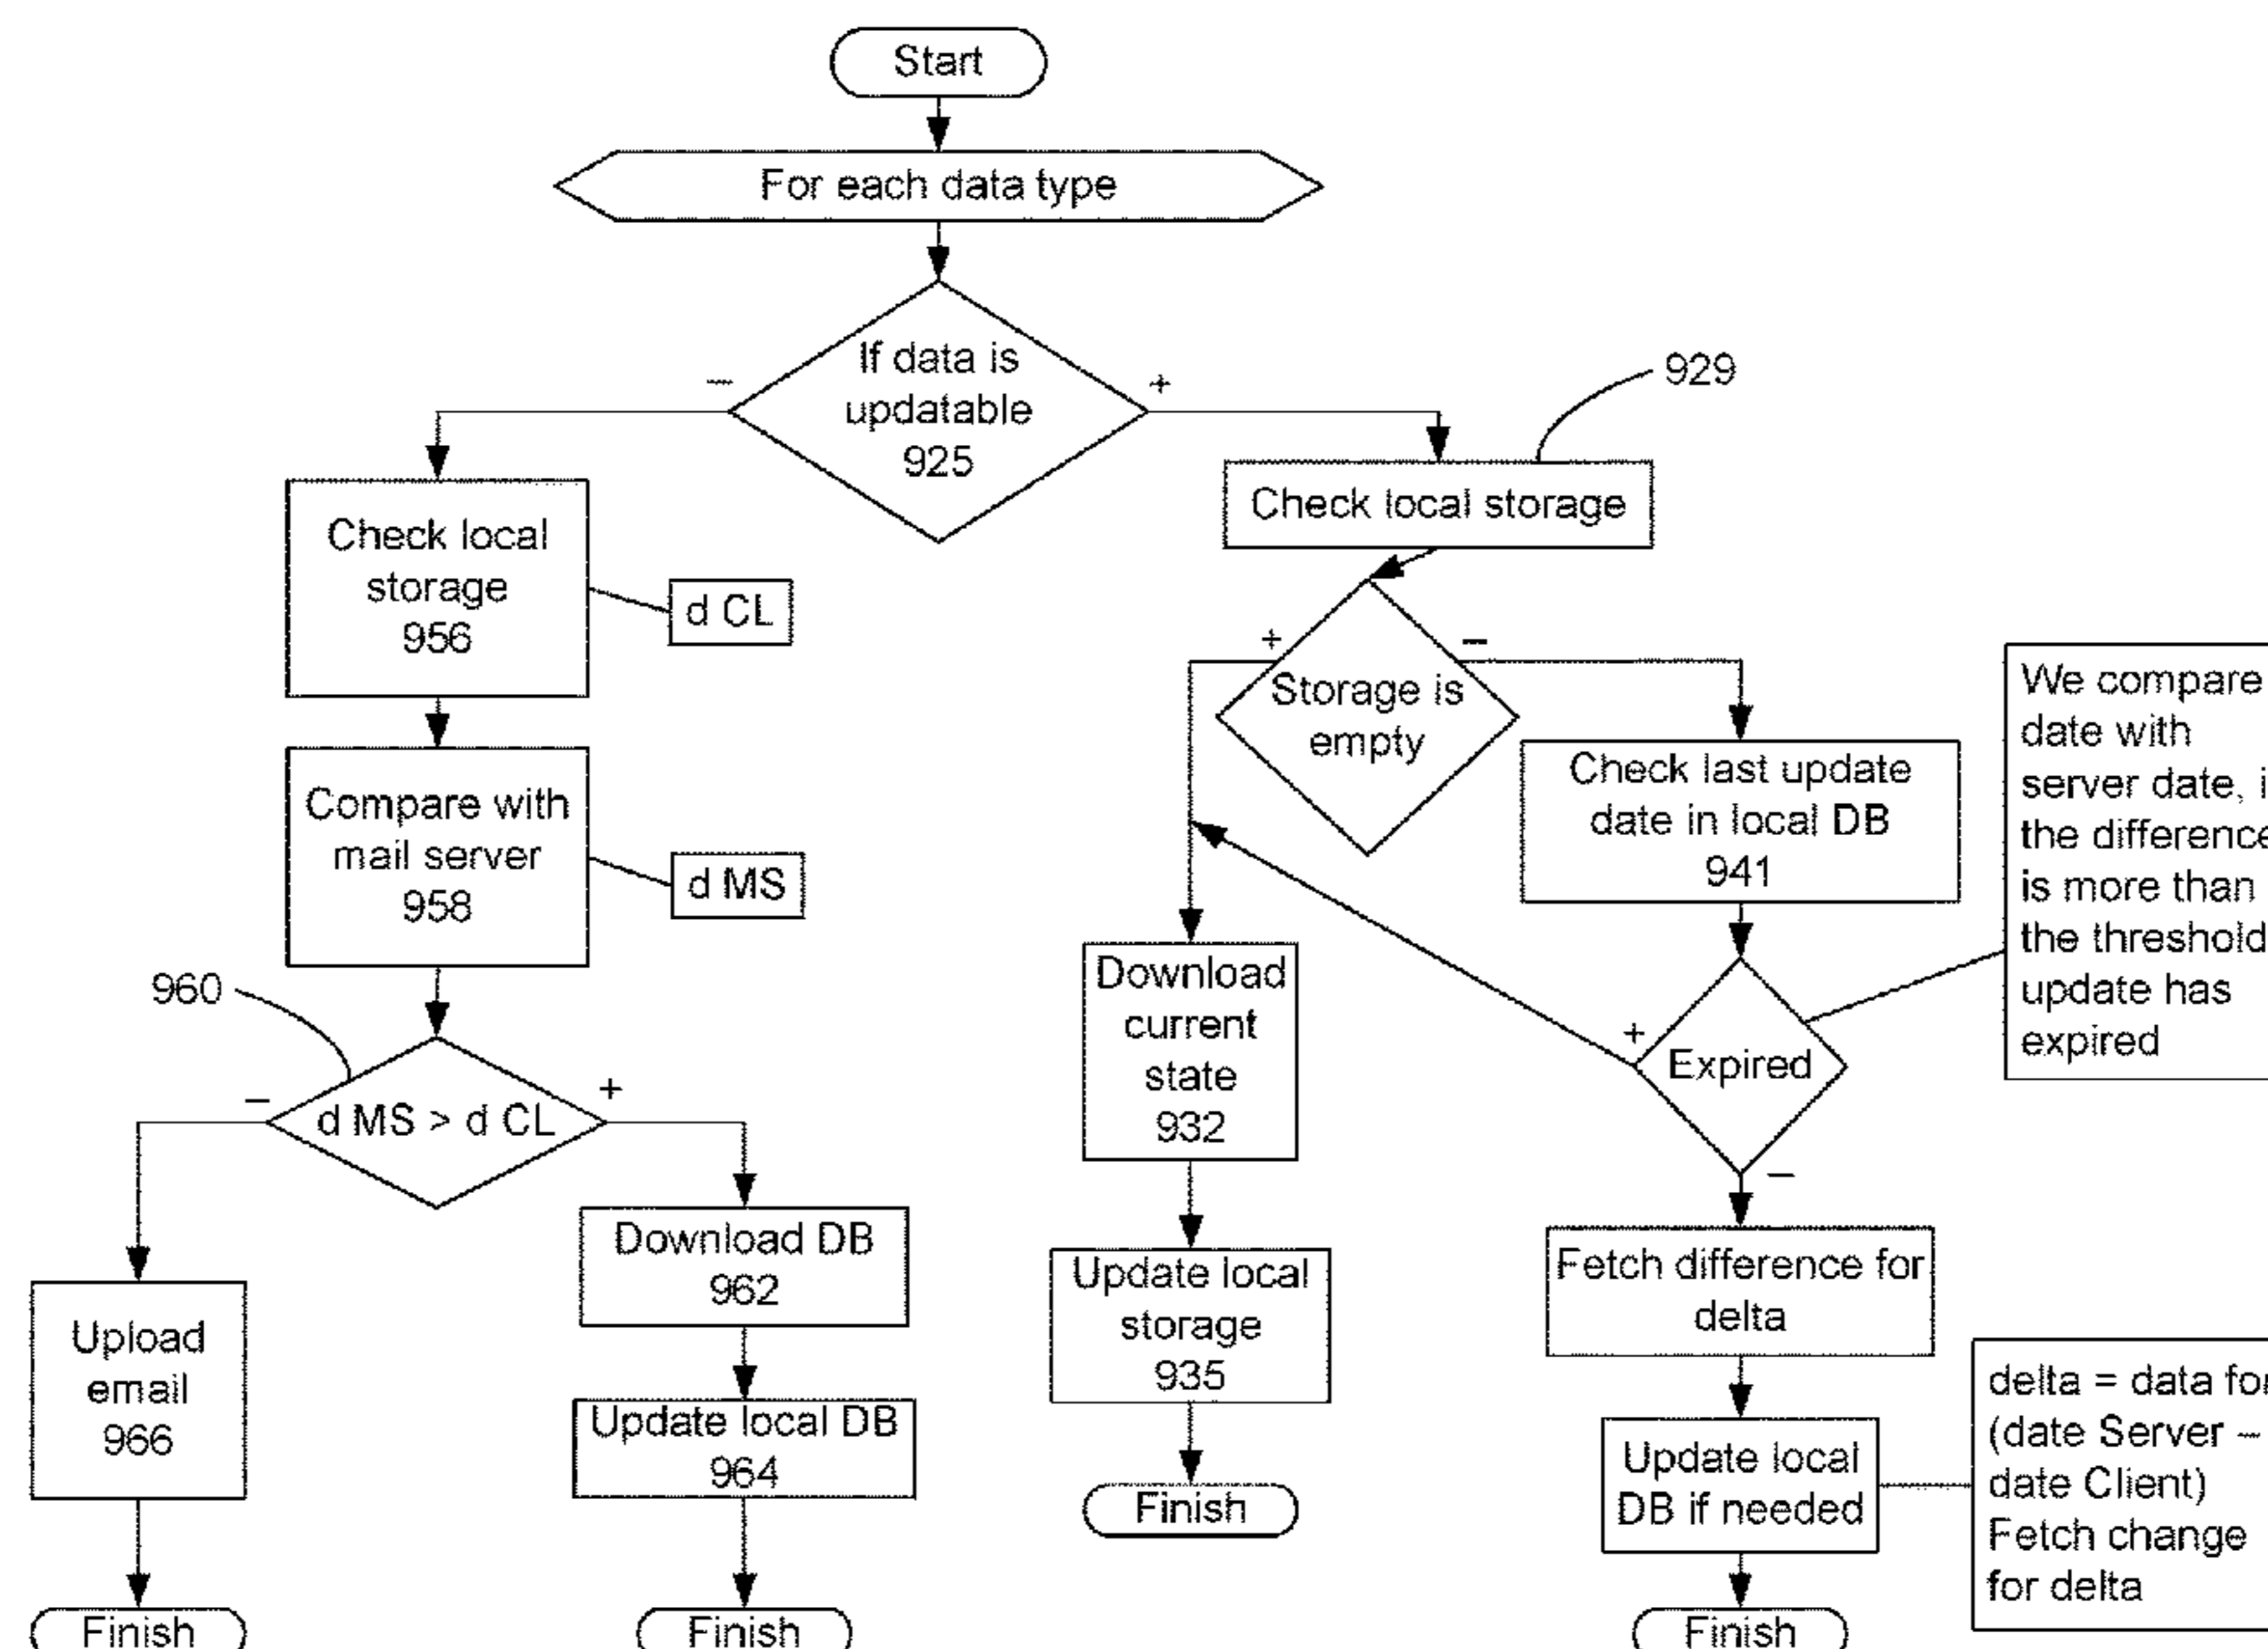 Start
For each data type
If data is
updatable
925
–
+
929
Check local storage
Check local
storage
956
d CL
Compare with
mail server
958
d MS
960
d MS > d CL
–
+
Upload
email
966
Finish
Download DB
962
Update local DB
964
Finish
Storage is
empty
+
–
Download
current
state
932
Update local
storage
935
Finish
Check last update
date in local DB
941
Expired
+
–
We compare
date with
server date,
the difference
is more than
the threshold
update has
expired
Fetch difference for
delta
Update local
DB if needed
Finish
delta = data for
(date Server –
date Client)
Fetch change
for delta